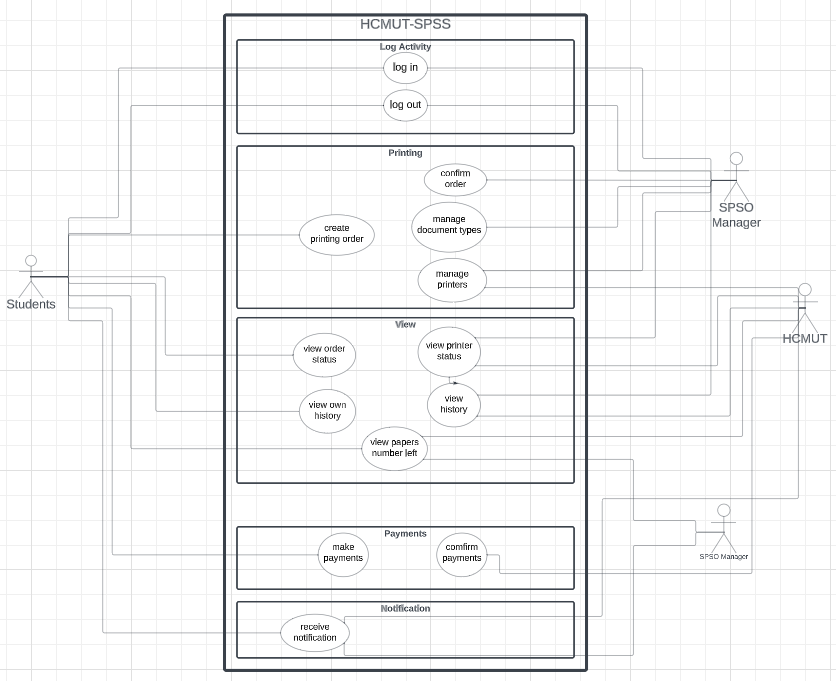 HCMUT-SPSS
Log Activity
log in
log out
Printing
confirm
order
manage
document types
create
printing order
manage
printers
SPSO
Manager
Students
HCMUT
View
view order
status
view printer
status
view own
history
view
history
view papers
number left
Payments
make
payments
comfirm
payments
SPSO Manager
Notification
receive
notification